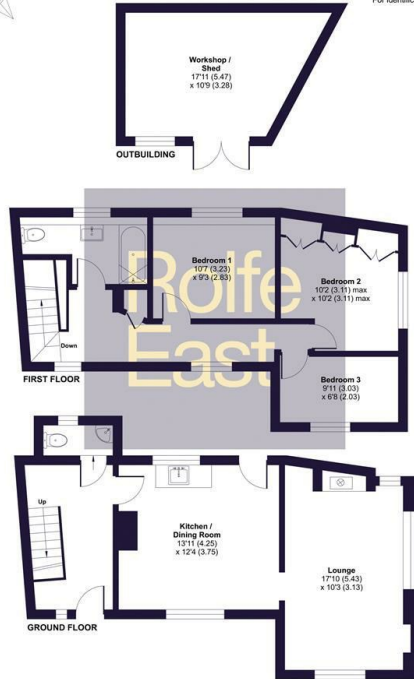 Workshop /
Shed
17'11 (5.47)
x 10'9 (3.28)
OUTBUILDING
Rolfe
East
Bedroom 1
10'7 (3.23)
x 9'3 (2.83)
Bedroom 2
10'2 (3.11) max
x 10'2 (3.11) max
Down
Bedroom 3
9'11 (3.03)
x 6'8 (2.03)
FIRST FLOOR
Up
Kitchen /
Dining Room
13'11 (4.25)
x 12'4 (3.75)
Lounge
17'10 (5.43)
x 10'3 (3.13)
GROUND FLOOR